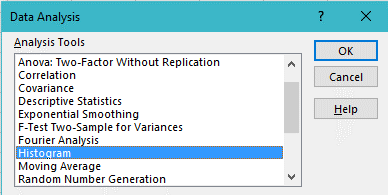 Data Analysis
?
Analysis Tools
Anova: Two-Factor Without Replication
Correlation
Covariance
Descriptive Statistics
Exponential Smoothing
F-Test Two-Sample for Variances
Fourier Analysis
Histogram
Moving Average
Random Number Generation
OK
Cancel
Help